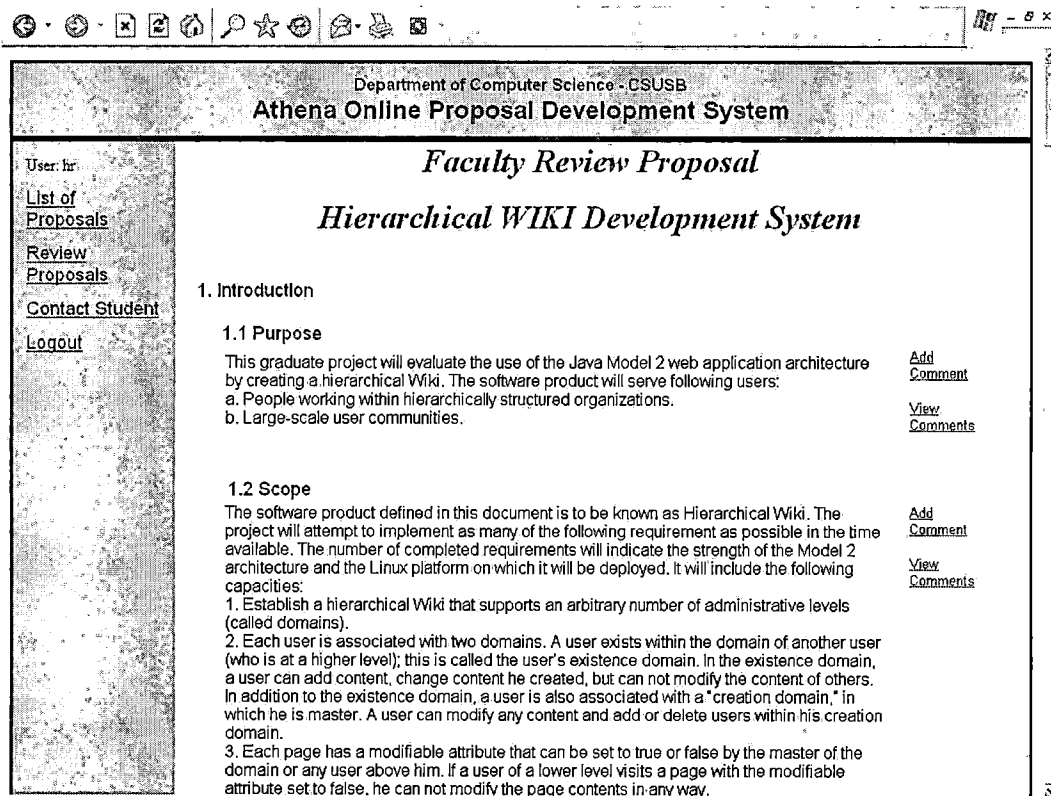 Department of Computer Science - CSUSB
Athena Online Proposal Development System
User: hr
List of
Proposals
Review
Proposals
Contact Student
Logout
Faculty Review Proposal
Hierarchical WIKI Development System
1. Introduction
1.1 Purpose
This graduate project will evaluate the use of the Java Model 2 web application architecture
by creating a hierarchical Wiki. The software product will serve following users:
a. People working within hierarchically structured organizations.
b. Large-scale user communities.
Add
Comment
View
Comments
1.2 Scope
The software product defined in this document is to be known as Hierarchical Wiki. The
project will attempt to implement as many of the following requirement as possible in the time
available. The number of completed requirements will indicate the strength of the Model 2
architecture and the Linux platform on which it will be deployed. It will include the following
capacities:
1. Establish a hierarchical Wiki that supports an arbitrary number of administrative levels
(called domains).
2. Each user is associated with two domains. A user exists within the domain of another user
(who is at a higher level); this is called the user's existence domain. In the existence domain,
a user can add content, change content he created, but can not modify the content of others.
In addition to the existence domain, a user is also associated with a "creation domain," in
which he is master. A user can modify any content and add or delete users within his creation
domain.
3. Each page has a modifiable attribute that can be set to true or false by the master of the
domain or any user above him. If a user of a lower level visits a page with the modifiable
attribute set to false, he can not modify the page contents in any way.
Add
Comment
View
Comments